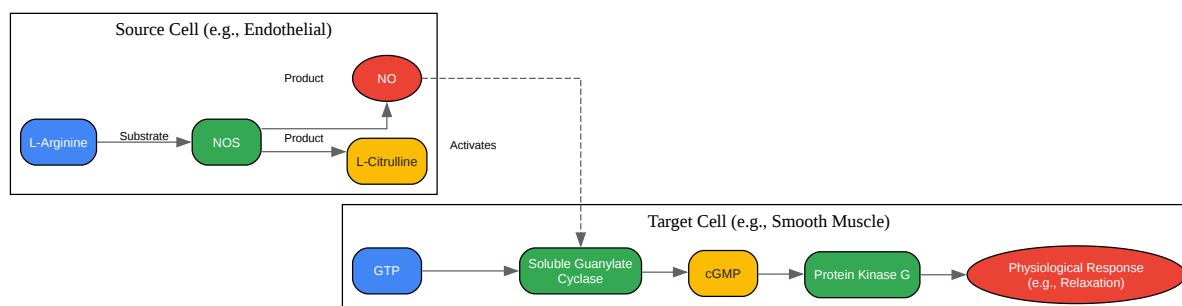 Source Cell (e.g., Endothelial)
Product
NO
L-Arginine
Substrate
NOS
Product
L-Citrulline
Activates
Target Cell (e.g., Smooth Muscle)
GTP
Soluble Guanylate
Cyclase
cGMP
Protein Kinase G
Physiological Response
(e.g., Relaxation)